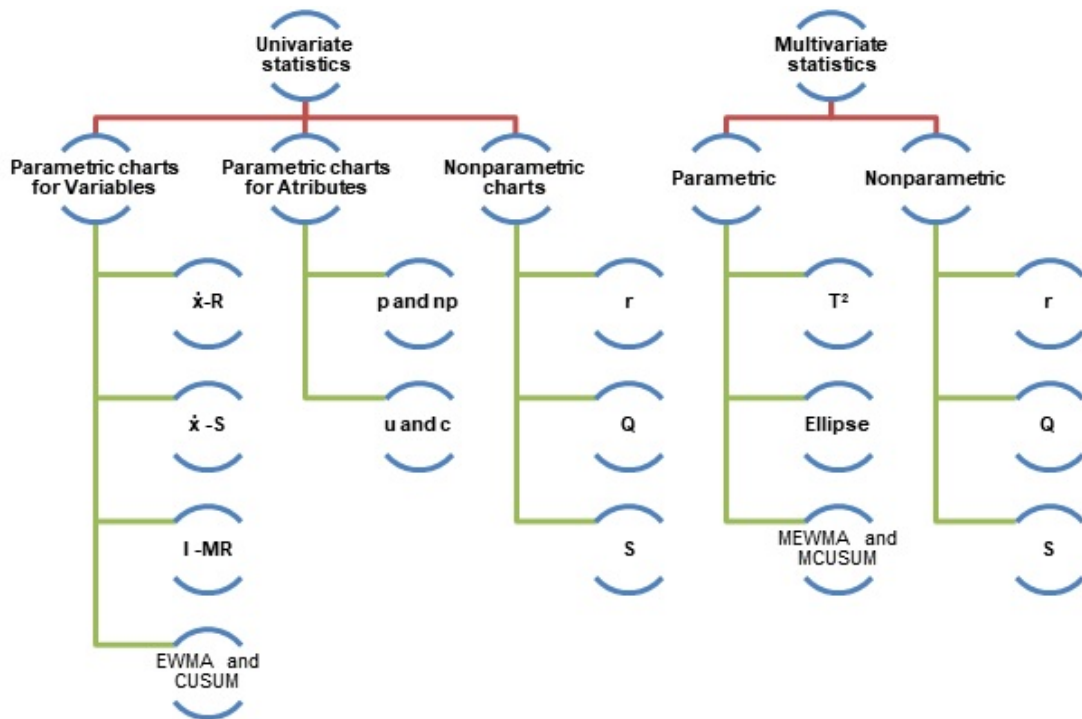 Univariate
statistics
Multivariate
statistics
Parametric charts
for Variables
Parametric charts
for Atributes
Nonparametric
charts
Parametric
Nonparametric
ẋ-R
p and np
r
T²
r
ẋ -S
u and c
Q
Ellipse
Q
I -MR
S
MEWMA and
MCUSUM
S
EWMA and
CUSUM